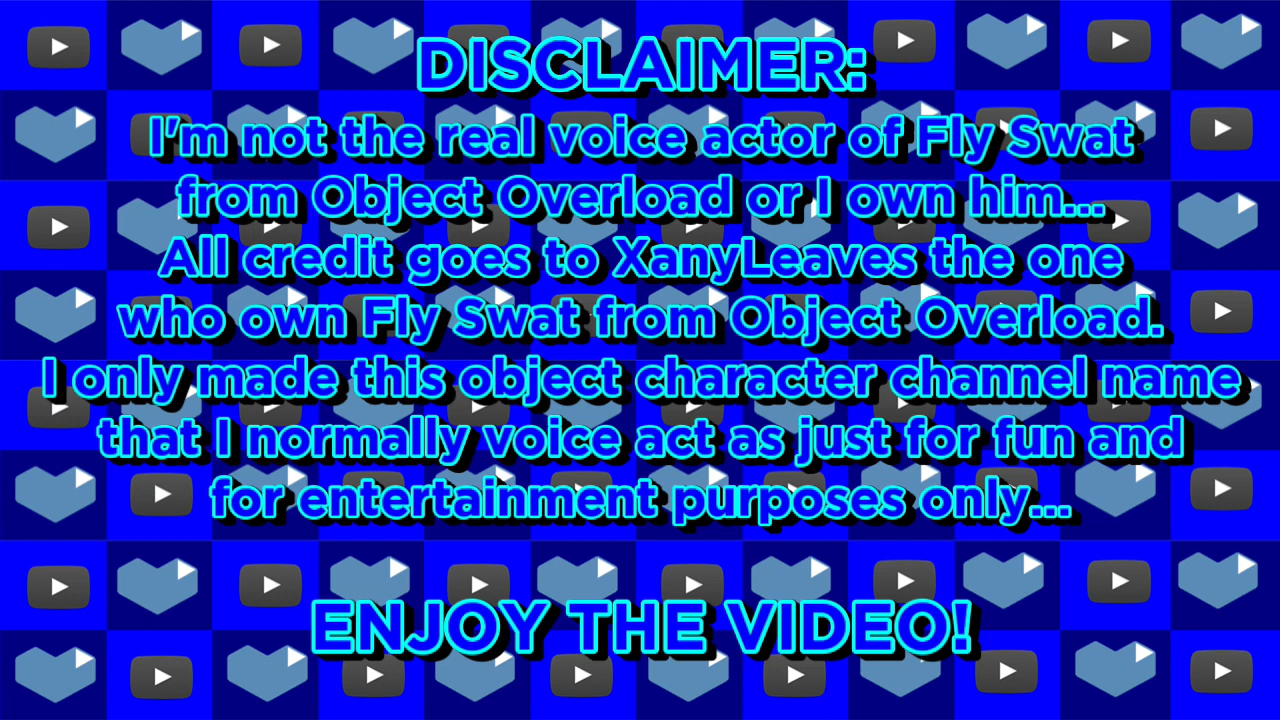 DISCLAIMER:
I'm not the real voice actor of Fly Swat
from Object Overload or I own him...
All credit goes to XanyLeaves the one
who own Fly Swat from Object Overload.
I only made this object character channel name
that I normally voice act as just for fun and
for entertainment purposes only...
ENJOY THE VIDEO!